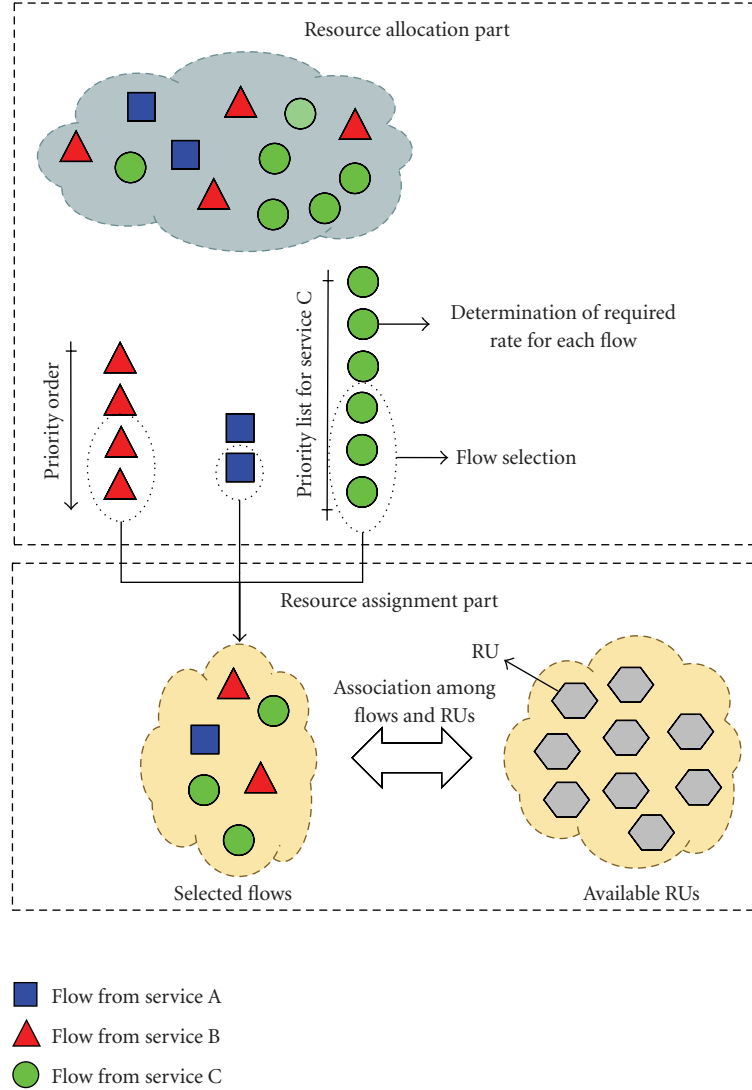 Resource allocation part
Priority order
Priority list for service C
Determination of required
rate for each flow
Flow selection
Resource assignment part
RU
Association among
flows and RUs
Selected flows
Available RUs
Flow from service A
Flow from service B
Flow from service C